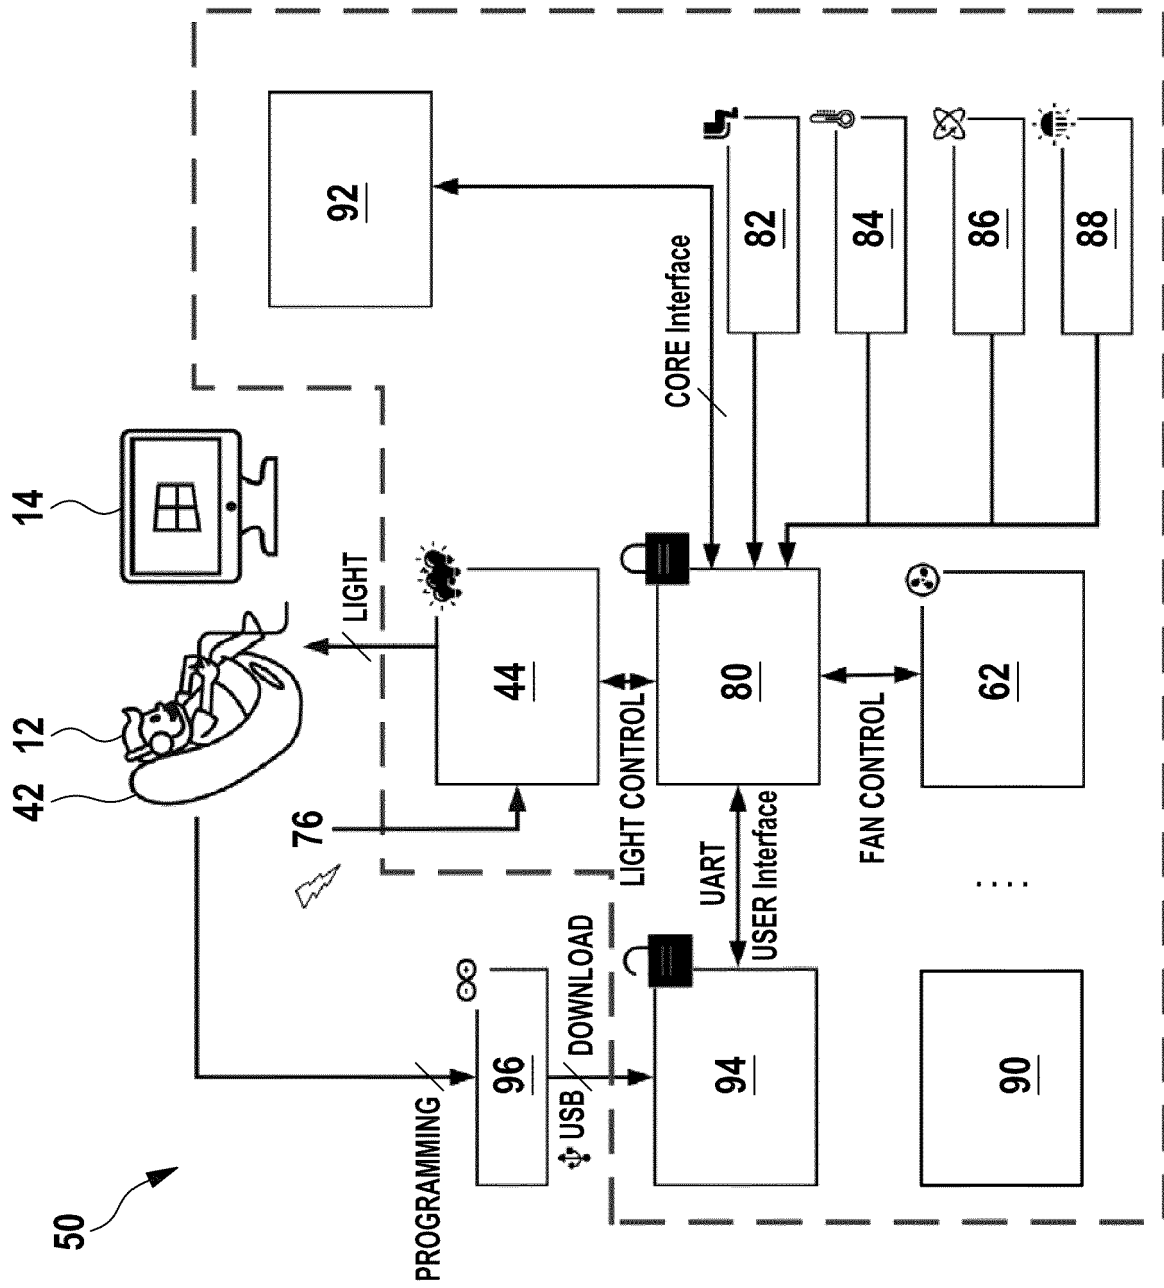 50
42
12
14
PROGRAMMING
76
LIGHT
92
96
USB
DOWNLOAD
44
LIGHT CONTROL
CORE Interface
94
UART
USER Interface
80
82
84
FAN CONTROL
90
....
62
86
88